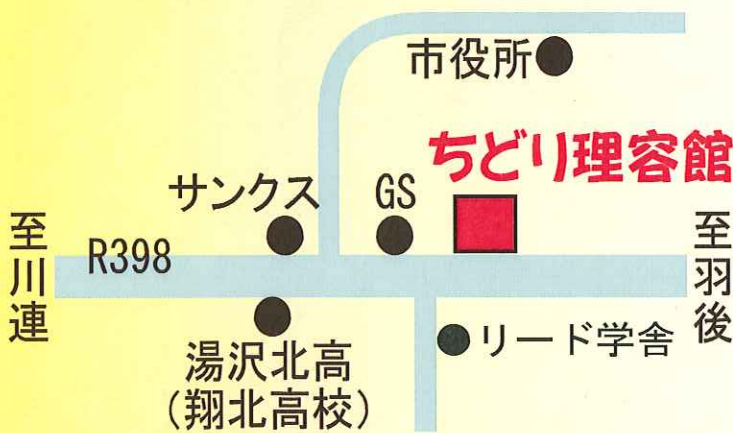 市役所
ちどり理容館
サンクス
GS
至川連
R398
至羽後
湯沢北高
(翔北高校)
リード学舎